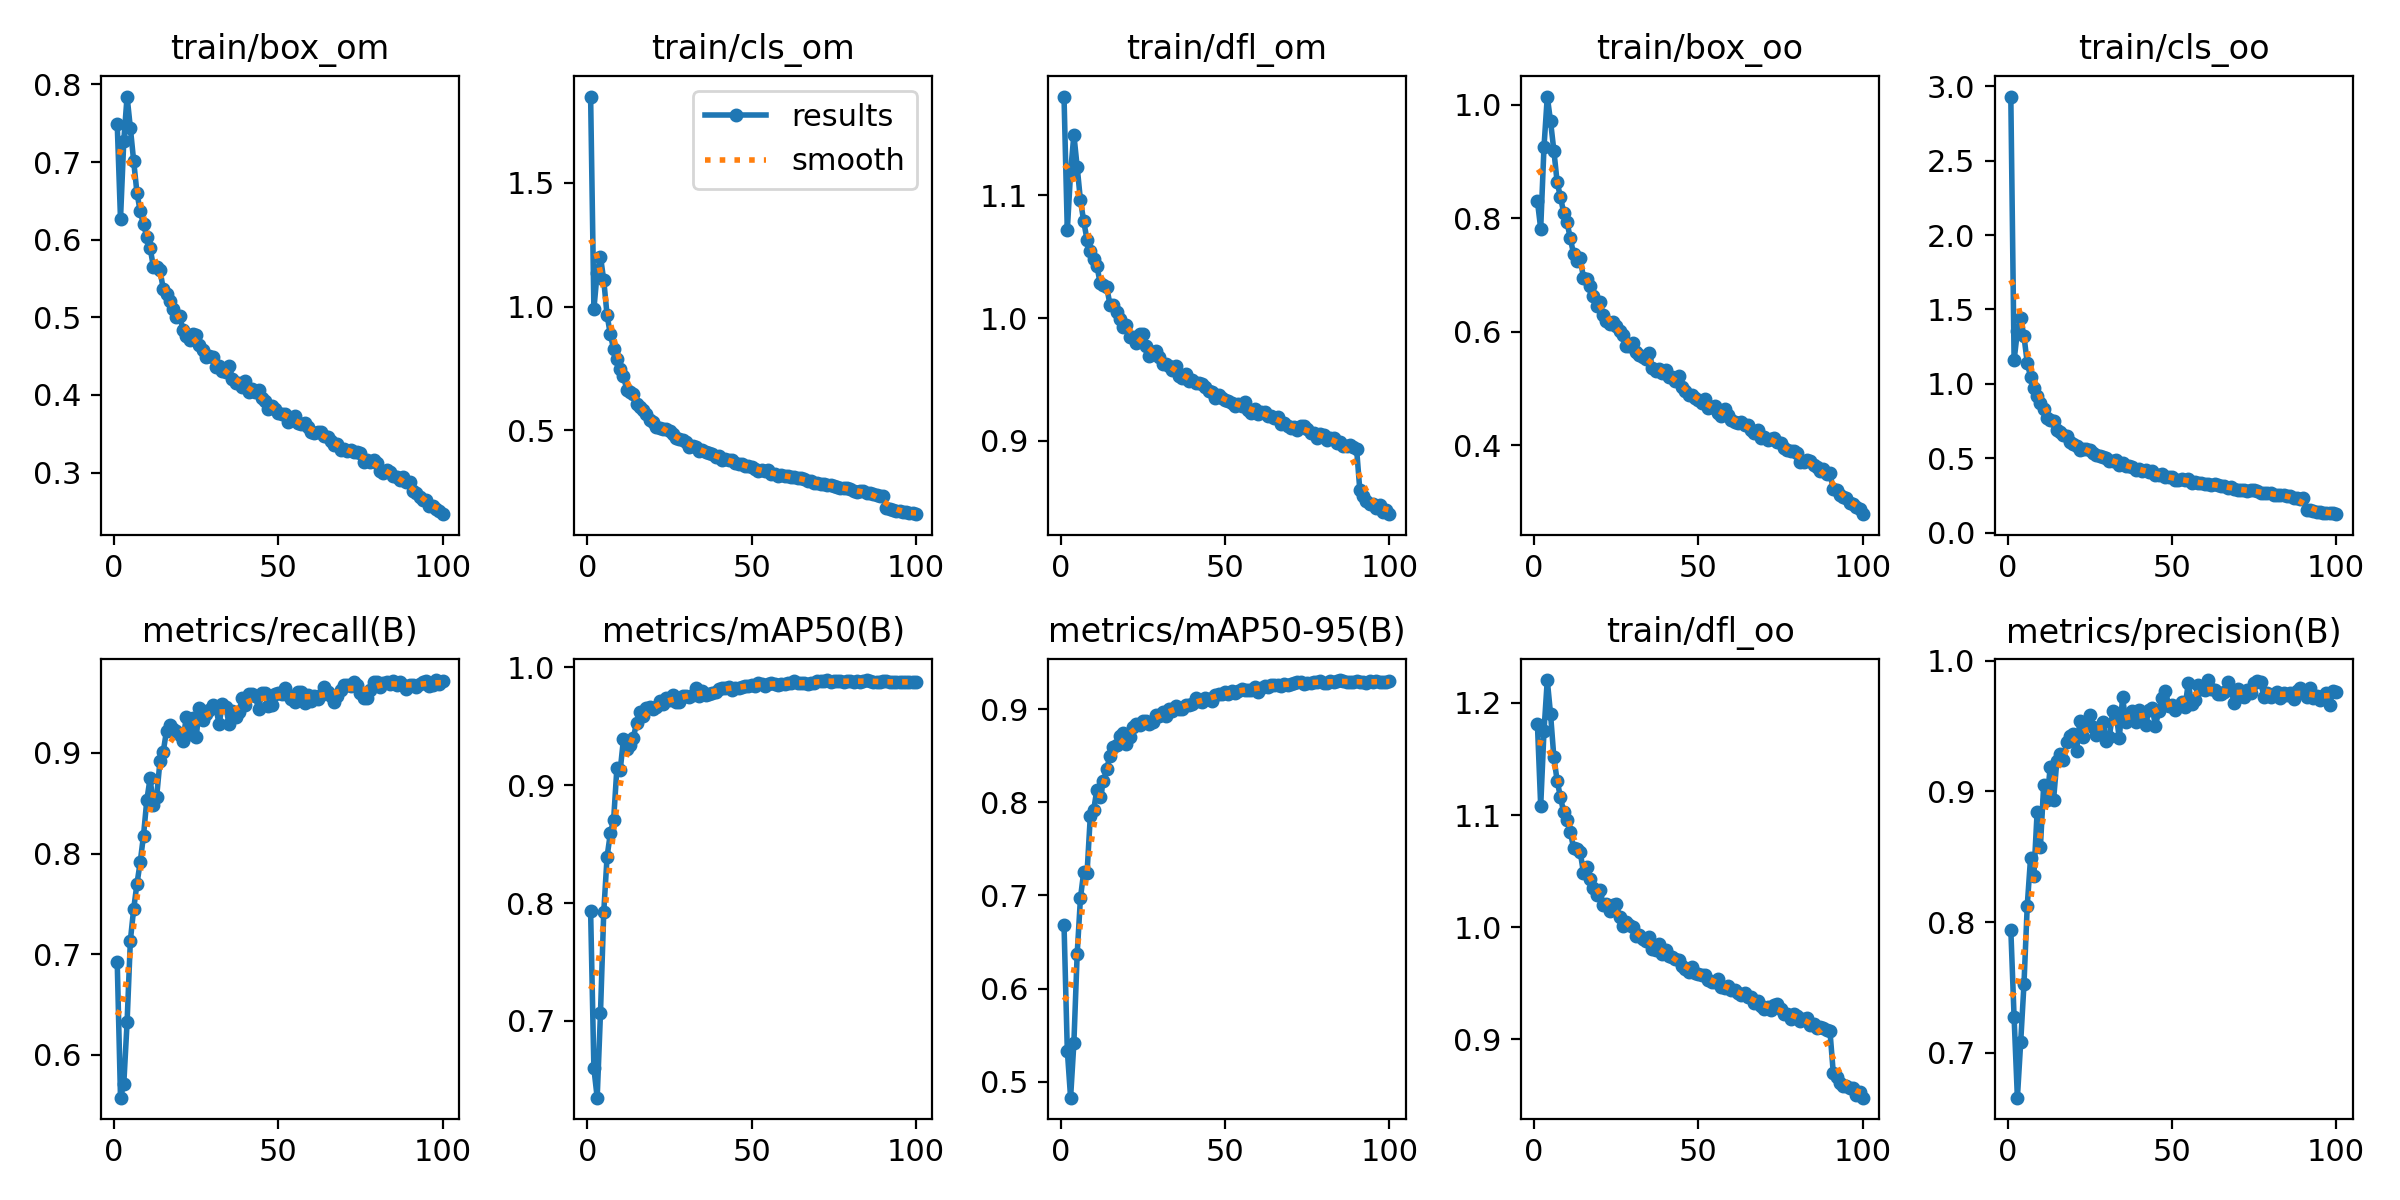 train/box_om
0.8
0.7
0.6
0.5
0.4
0.3
0 50 100
train/cls_om
results
smooth
1.5
1.0
0.5
0 50 100
train/dfl_om
1.1
1.0
0.9
0 50 100
train/box_oo
1.0
0.8
0.6
0.4
0 50 100
train/cls_oo
3.0
2.5
2.0
1.5
1.0
0.5
0.0
0 50 100
metrics/recall(B)
0.9
0.8
0.7
0.6
0 50 100
metrics/mAP50(B)
1.0
0.9
0.8
0.7
0 50 100
metrics/mAP50-95(B)
0.9
0.8
0.7
0.6
0.5
0 50 100
train/dfl_oo
1.2
1.1
1.0
0.9
0 50 100
metrics/precision(B)
1.0
0.9
0.8
0.7
0 50 100